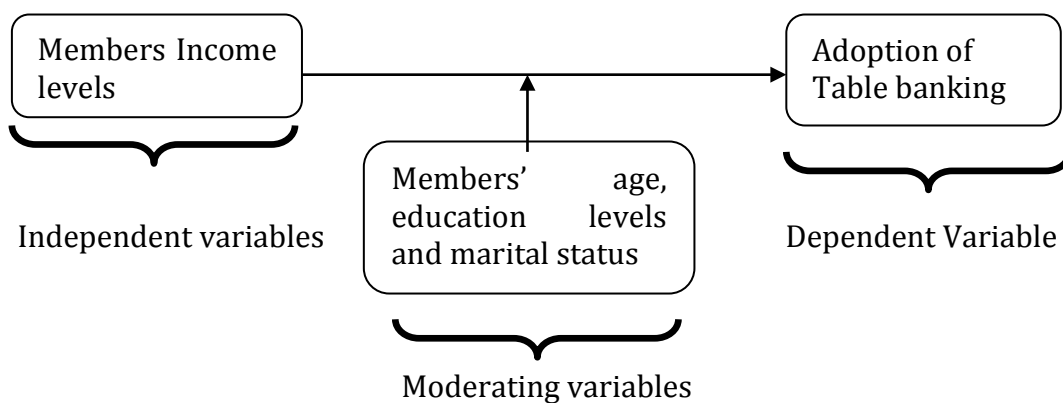 Members Income
levels
Adoption of
Table banking
Members’ age,
education levels
and marital status
Independent variables
Dependent Variable
Moderating variables